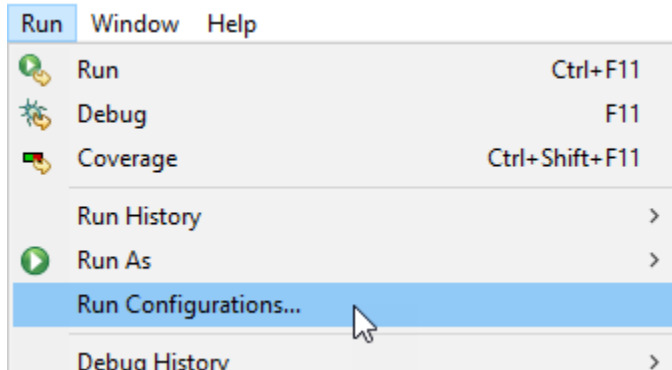 Run Window Help
Run Ctrl+F11
Debug F11
Coverage Ctrl+Shift+F11
Run History >
Run As >
Run Configurations...
Debug History >